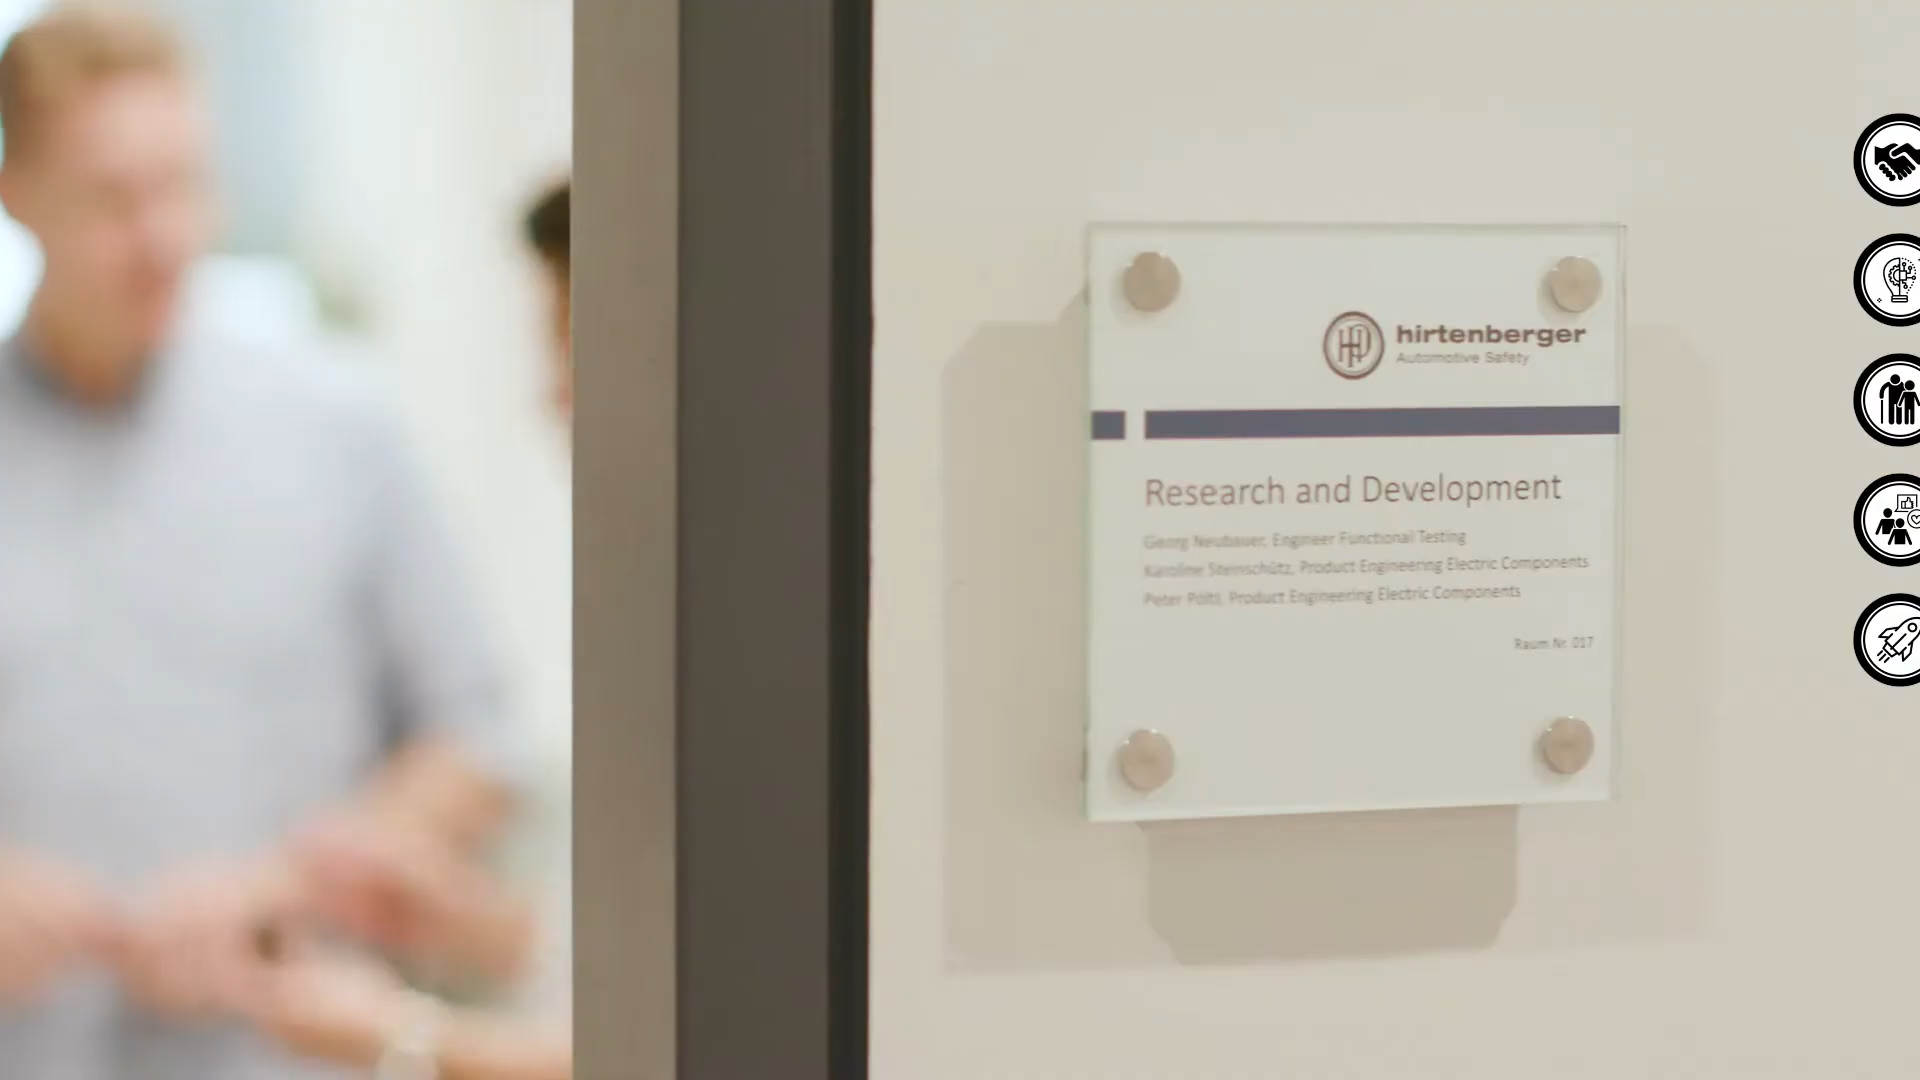 hirtenberger
Automotive Safety
Research and Development
Georg Neubauer, Engineer Functional Testing
Karoline Steinschütz, Product Engineering Electric Components
Peter Pöltl, Product Engineering Electric Components
Raum Nr. 017